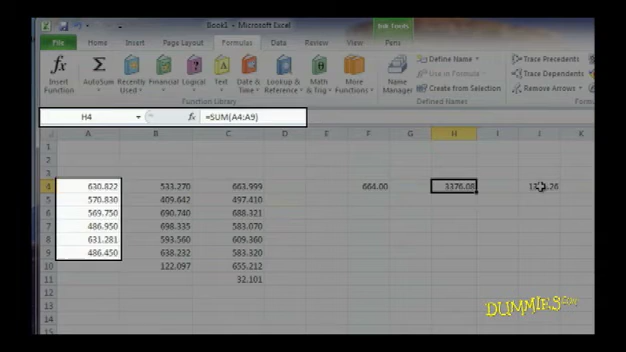 Book1 - Microsoft Excel
Ink Tools
File Home Insert Page Layout Formulas Data Review View Pens
fx Σ
Insert Function
AutoSum
Recently Used
Financial
Logical
Text
Date & Time
Lookup & Reference
Math & Trig
More Functions
Name Manager
Define Name
Use in Formula
Create from Selection
Trace Precedents
Trace Dependents
Remove Arrows
Function Library
Defined Names
H4 fx =SUM(A4:A9)
A B C D E F G H I J K
1
2
3
4 630.822 533.270 663.999 664.00 3376.08
5 570.830 409.642 497.410
6 569.750 690.740 688.321
7 486.950 698.335 583.070
8 631.281 593.560 609.360
9 486.450 638.232 583.320
10 122.097 655.212
11 32.101
12
13
14
15
DUMMIES.com